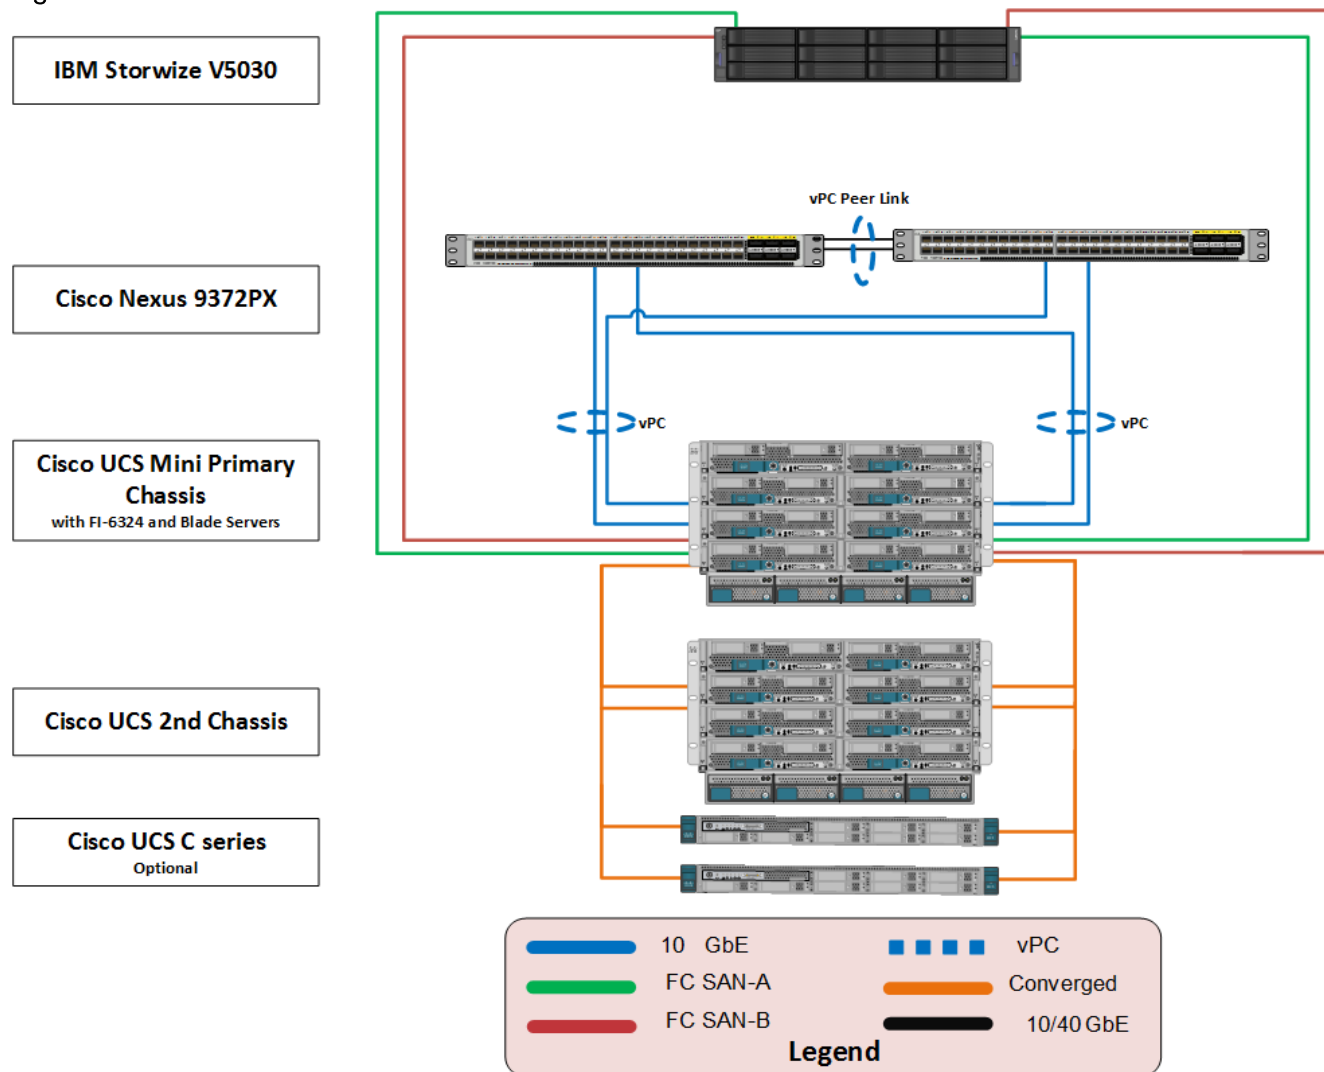 IBM Storwize V5030
vPC Peer Link
Cisco Nexus 9372PX
vPC
vPC
Cisco UCS Mini Primary
Chassis
with FI-6324 and Blade Servers
Cisco UCS 2nd Chassis
Cisco UCS C series
Optional
10 GbE
vPC
FC SAN-A
Converged
FC SAN-B
10/40 GbE
Legend